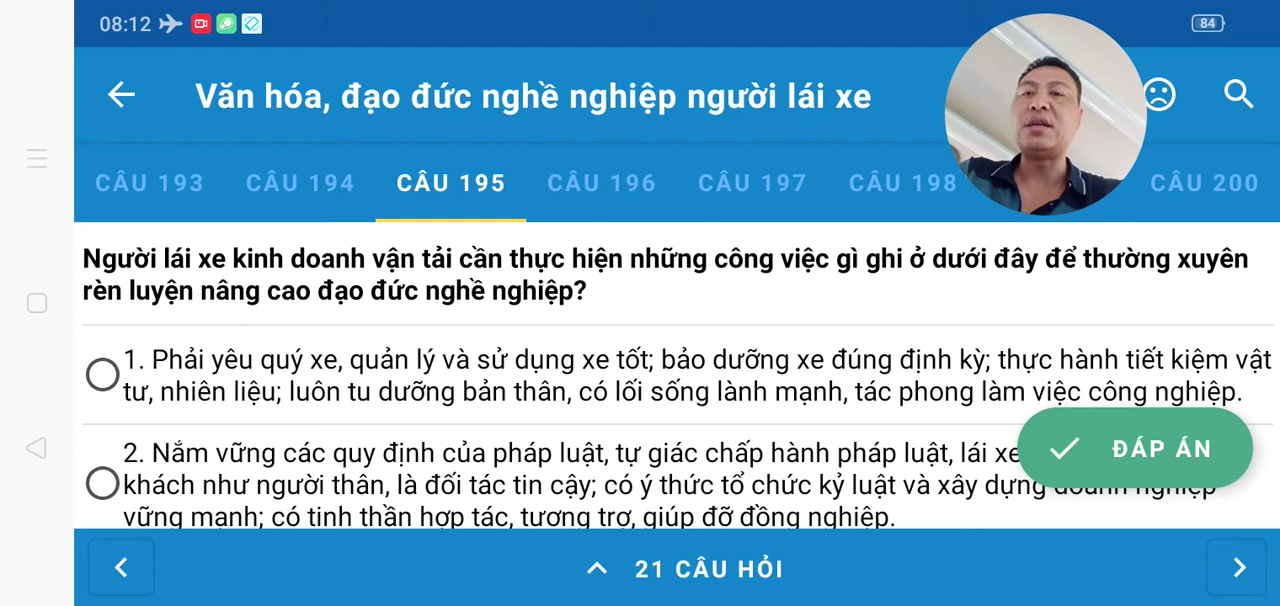 08:12
84
Văn hóa, đạo đức nghề nghiệp người lái xe
CÂU 193 CÂU 194 CÂU 195 CÂU 196 CÂU 197 CÂU 198 CÂU 200
Người lái xe kinh doanh vận tải cần thực hiện những công việc gì ghi ở dưới đây để thường xuyên
rèn luyện nâng cao đạo đức nghề nghiệp?
1. Phải yêu quý xe, quản lý và sử dụng xe tốt; bảo dưỡng xe đúng định kỳ; thực hành tiết kiệm vật
tư, nhiên liệu; luôn tu dưỡng bản thân, có lối sống lành mạnh, tác phong làm việc công nghiệp.
2. Nắm vững các quy định của pháp luật, tự giác chấp hành pháp luật, lái xe
khách như người thân, là đối tác tin cậy; có ý thức tổ chức kỷ luật và xây dựng doanh nghiệp
vững mạnh; có tinh thần hợp tác, tương trợ, giúp đỡ đồng nghiệp.
ĐÁP ÁN
21 CÂU HỎI